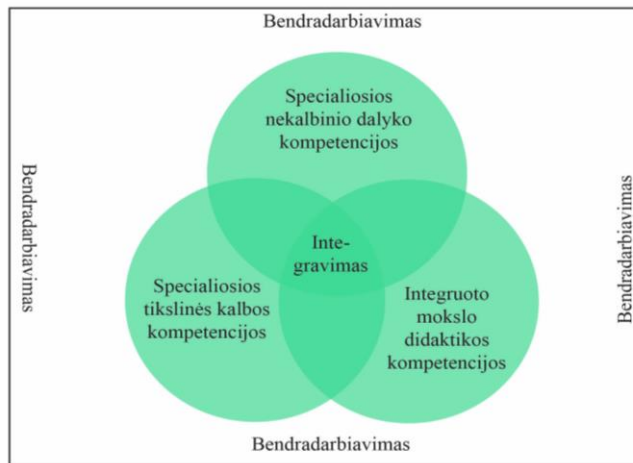 Bendradarbiavimas
Specialiosios
nekalbinio dalyko
kompetencijos
Bendradarbiavimas
Bendradarbiavimas
Inte-
gravimas
Specialiosios
tikslinės kalbos
kompetencijos
Integruoto
mokslo
didaktikos
kompetencijos
Bendradarbiavimas